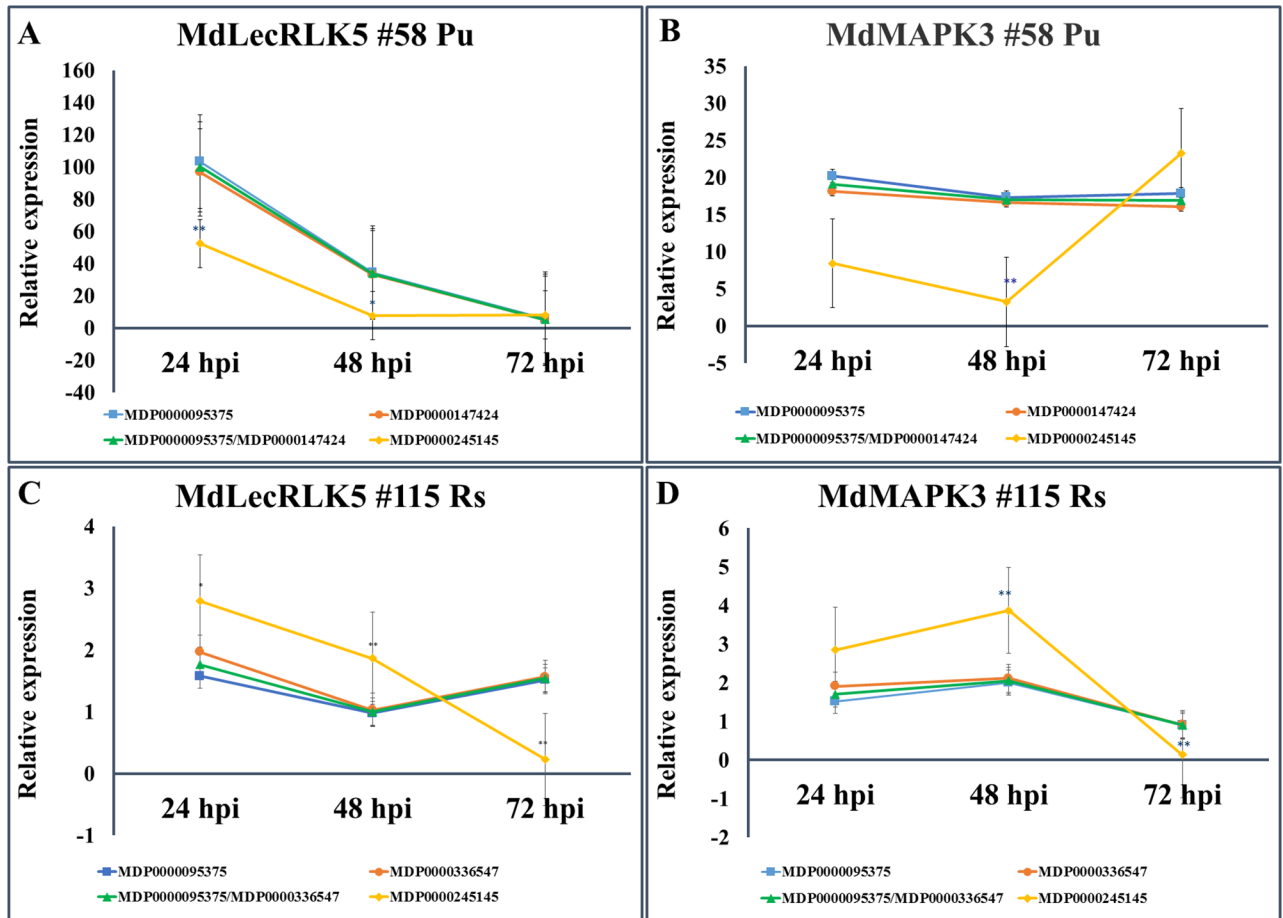 A
MdLecRLK5 #58 Pu
Relative expression
160
140
120
100
80
60
40
20
0
-20
-40
**
*
24 hpi 48 hpi 72 hpi
MDP0000095375 MDP0000147424
MDP0000095375/MDP0000147424 MDP0000245145
B
MdMAPK3 #58 Pu
Relative expression
35
30
25
20
15
10
5
0
-5
**
24 hpi 48 hpi 72 hpi
MDP0000095375 MDP0000147424
MDP0000095375/MDP0000147424 MDP0000245145
C
MdLecRLK5 #115 Rs
Relative expression
4
3
2
1
0
-1
*
**
**
24 hpi 48 hpi 72 hpi
MDP0000095375 MDP0000336547
MDP0000095375/MDP0000336547 MDP0000245145
D
MdMAPK3 #115 Rs
Relative expression
6
5
4
3
2
1
0
-1
-2
**
**
24 hpi 48 hpi 72 hpi
MDP0000095375 MDP0000336547
MDP0000095375/MDP0000336547 MDP0000245145